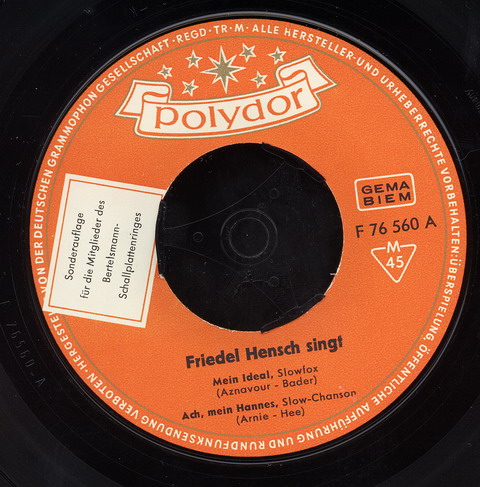 HERGESTELLT VON DER DEUTSCHEN GRAMMOPHON GESELLSCHAFT · REGD · TR · M · ALLE HERSTELLER- UND URHEBERRECHTE VORBEHALTEN: ÜBERSPIELUNG, ÖFFENTLICHE AUFFÜHRUNG UND RUNDFUNKSENDUNG VERBOTEN ·
polydor
GEMA
BIEM
F 76 560 A
M
45
Sonderauflage
für die Mitglieder des
Bertelsmann-
Schallplattenringes
Friedel Hensch singt
Mein Ideal, Slowfox
(Aznavour - Bader)
Ach, mein Hannes, Slow-Chanson
(Arnie - Hee)
76560-A